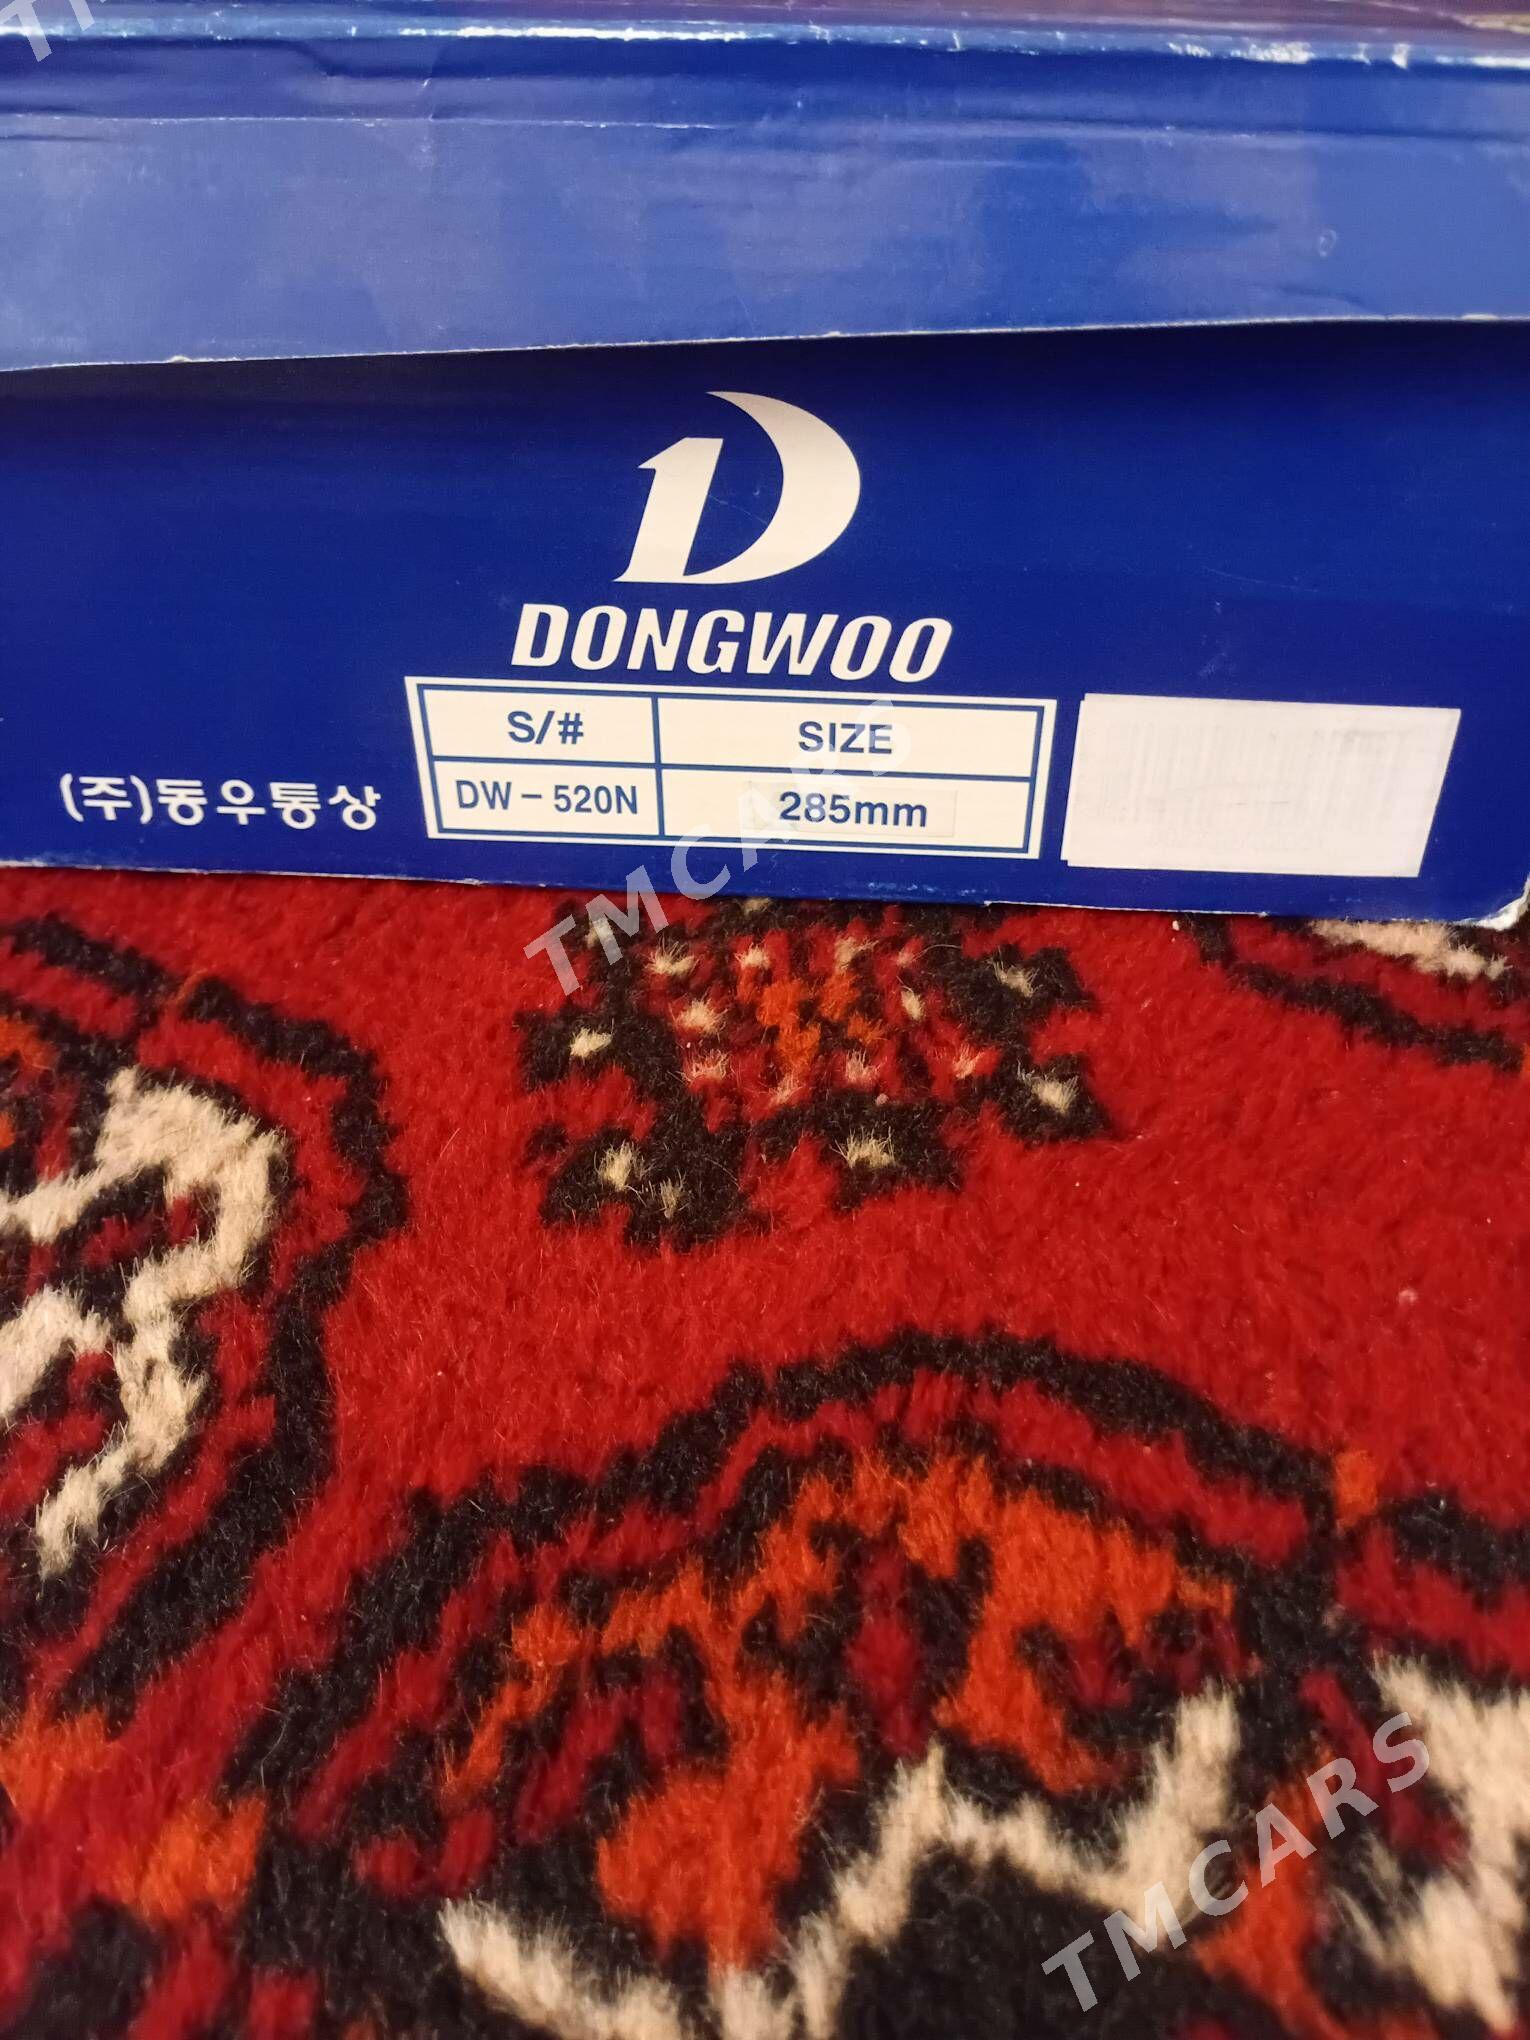 DONGWOO
S/# SIZE
(주)동우통상 DW-520N 285mm
TMCARS
TMCARS